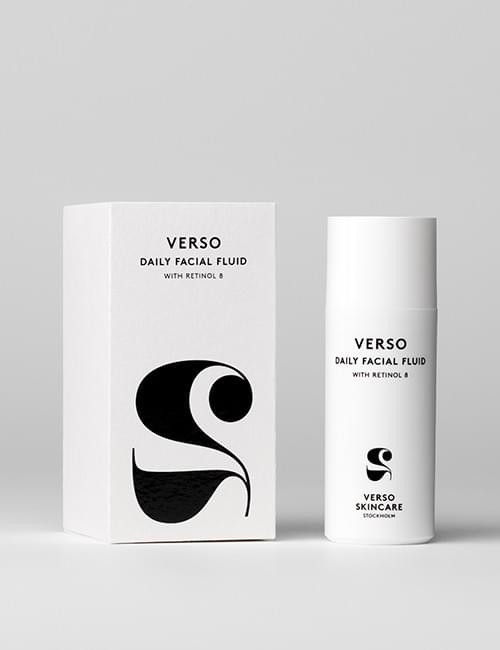 VERSO
DAILY FACIAL FLUID
WITH RETINOL 8
VERSO
DAILY FACIAL FLUID
WITH RETINOL 8
VERSO
SKINCARE
STOCKHOLM